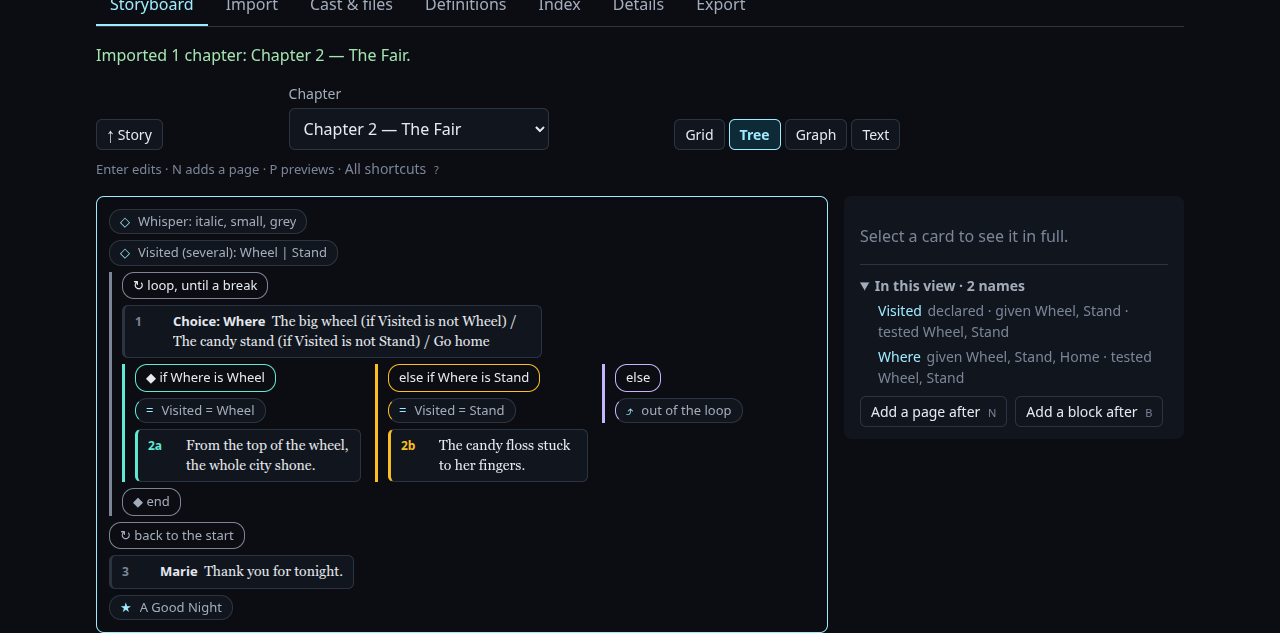 Storyboard Import Cast & files Definitions Index Details Export
Imported 1 chapter: Chapter 2 — The Fair.
Chapter
↑ Story
Chapter 2 — The Fair
Grid Tree Graph Text
Enter edits · N adds a page · P previews · All shortcuts ?
◇ Whisper: italic, small, grey
◇ Visited (several): Wheel | Stand
↻ loop, until a break
1 Choice: Where The big wheel (if Visited is not Wheel) /
The candy stand (if Visited is not Stand) / Go home
◆ if Where is Wheel
= Visited = Wheel
2a From the top of the wheel,
the whole city shone.
else if Where is Stand
= Visited = Stand
2b The candy floss stuck
to her fingers.
else
⤴ out of the loop
◆ end
↻ back to the start
3 Marie Thank you for tonight.
★ A Good Night
Select a card to see it in full.
▼ In this view · 2 names
Visited declared · given Wheel, Stand ·
tested Wheel, Stand
Where given Wheel, Stand, Home · tested
Wheel, Stand
Add a page after N
Add a block after B